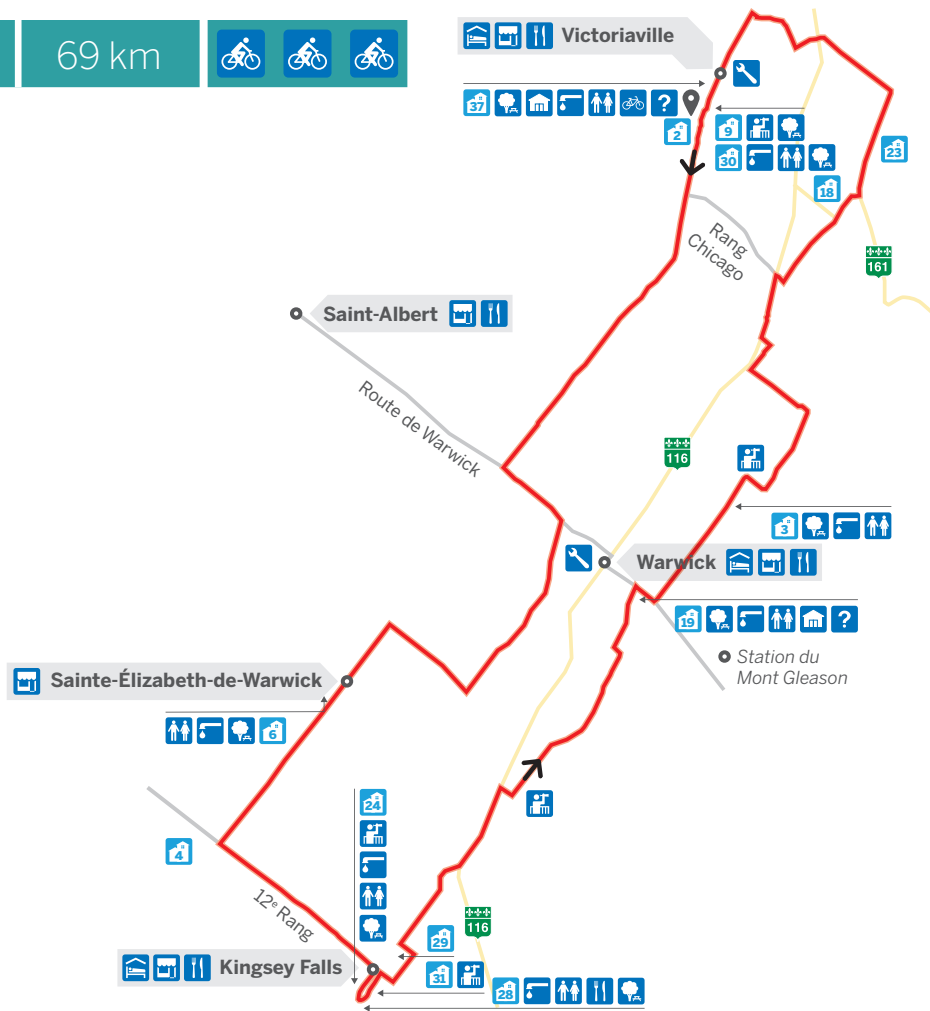 69 km
Victoriaville
37
?
2
9
30
18
23
Rang
Chicago
161
Saint-Albert
Route de Warwick
116
3
Warwick
19
?
Station du
Mont Gleason
Sainte-Élizabeth-de-Warwick
6
4
24
12e Rang
116
29
Kingsey Falls
31
28